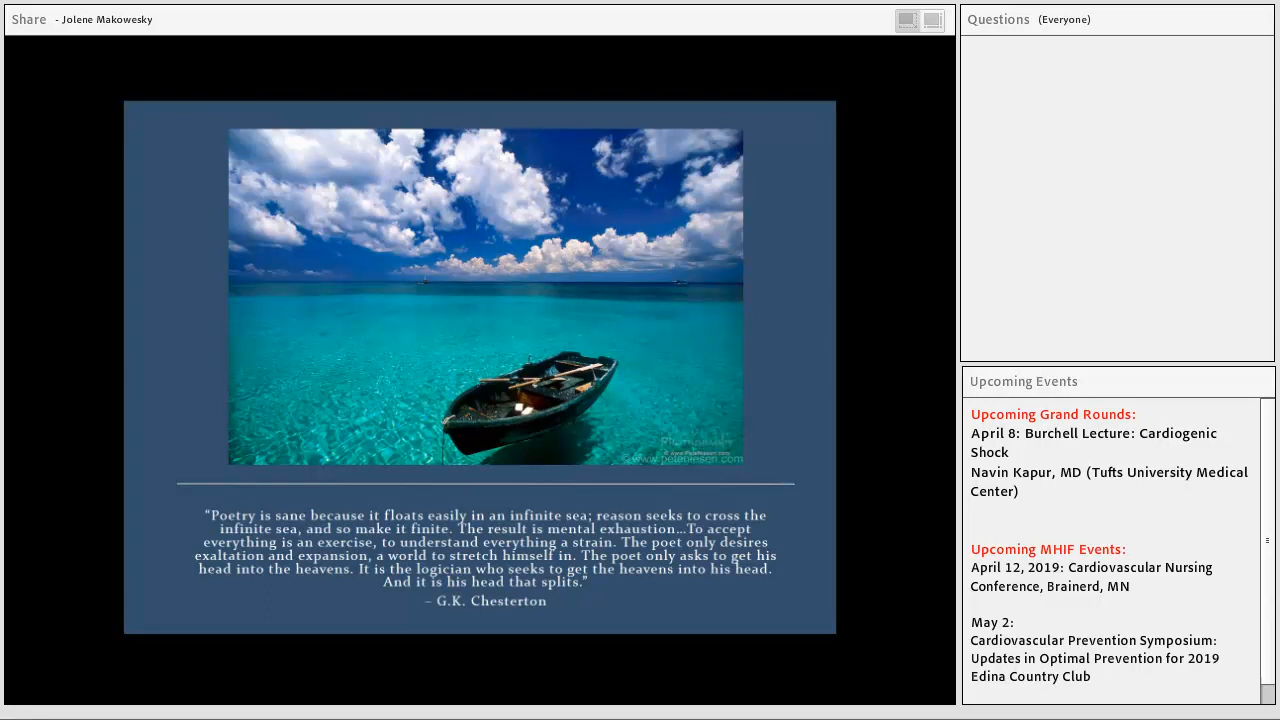 Share - Jolene Makowesky
Questions (Everyone)
© www.PeteNissen.com
“Poetry is sane because it floats easily in an infinite sea; reason seeks to cross the
infinite sea, and so make it finite. The result is mental exhaustion...To accept
everything is an exercise, to understand everything a strain. The poet only desires
exaltation and expansion, a world to stretch himself in. The poet only asks to get his
head into the heavens. It is the logician who seeks to get the heavens into his head.
And it is his head that splits.”
– G.K. Chesterton
Upcoming Events
Upcoming Grand Rounds:
April 8: Burchell Lecture: Cardiogenic
Shock
Navin Kapur, MD (Tufts University Medical
Center)
Upcoming MHIF Events:
April 12, 2019: Cardiovascular Nursing
Conference, Brainerd, MN
May 2:
Cardiovascular Prevention Symposium:
Updates in Optimal Prevention for 2019
Edina Country Club